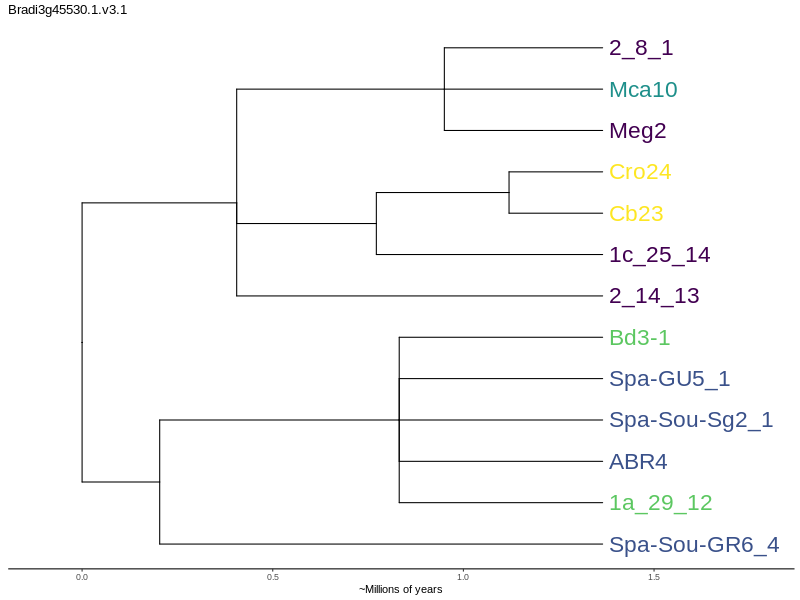 Bradi3g45530.1.v3.1
2_8_1
Mca10
Meg2
Cro24
Cb23
1c_25_14
2_14_13
Bd3-1
Spa-GU5_1
Spa-Sou-Sg2_1
ABR4
1a_29_12
Spa-Sou-GR6_4
0.0 0.5 1.0 1.5
~Millions of years